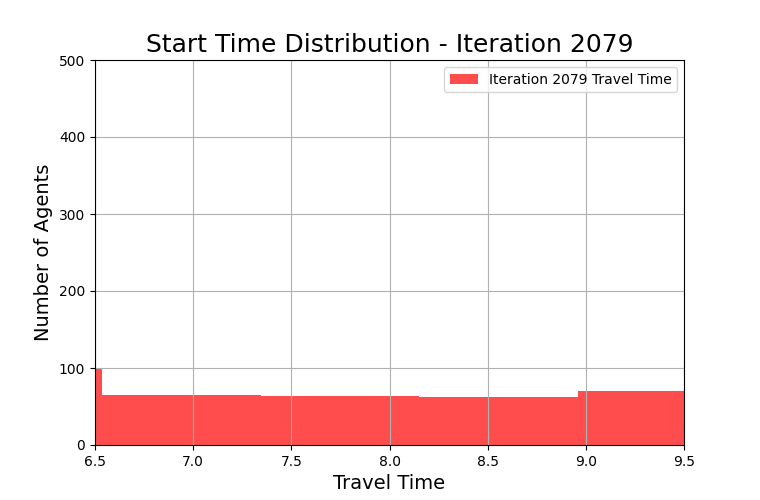 Start Time Distribution - Iteration 2079
500
Iteration 2079 Travel Time
400
300
200
100
0
Number of Agents
6.5 7.0 7.5 8.0 8.5 9.0 9.5
Travel Time